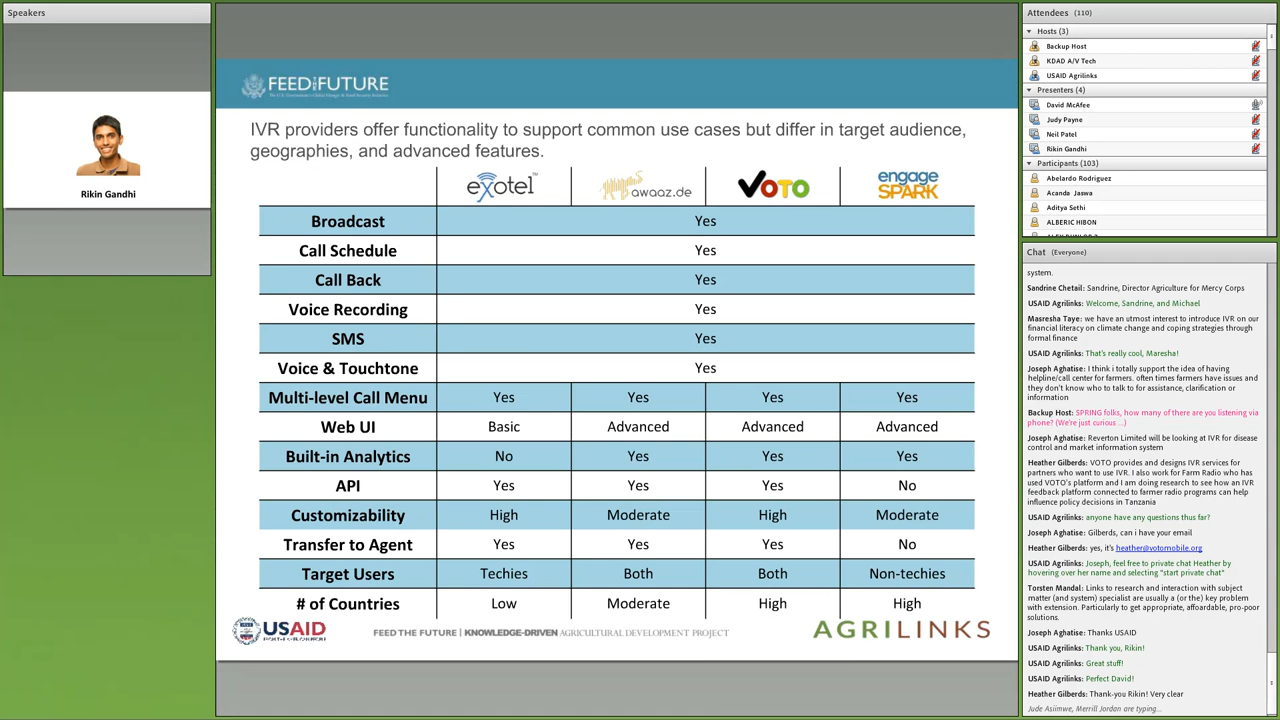 Speakers
Rikin Gandhi
FEED THE FUTURE
IVR providers offer functionality to support common use cases but differ in target audience,
geographies, and advanced features.
exotel™ awaaz.de VOTO engage
SPARK
Broadcast Yes
Call Schedule Yes
Call Back Yes
Voice Recording Yes
SMS Yes
Voice & Touchtone Yes
Multi-level Call Menu Yes Yes Yes Yes
Web UI Basic Advanced Advanced Advanced
Built-in Analytics No Yes Yes Yes
API Yes Yes Yes No
Customizability High Moderate High Moderate
Transfer to Agent Yes Yes Yes No
Target Users Techies Both Both Non-techies
# of Countries Low Moderate High High
USAID
FEED THE FUTURE | KNOWLEDGE-DRIVEN AGRICULTURAL DEVELOPMENT PROJECT
AGRILINKS
Attendees (110)
Hosts (3)
Backup Host
KDAD A/V Tech
USAID Agrilinks
Presenters (4)
David McAfee
Judy Payne
Neil Patel
Rikin Gandhi
Participants (103)
Abelardo Rodriguez
Acanda Jaswa
Aditya Sethi
ALBERIC HIBON
Chat (Everyone)
system.
Sandrine Chetail: Sandrine, Director Agriculture for Mercy Corps
USAID Agrilinks: Welcome, Sandrine, and Michael
Masresha Taye: we have an utmost interest to introduce IVR on our
financial literacy on climate change and coping strategies through
formal finance
USAID Agrilinks: That's really cool, Maresha!
Joseph Aghatise: I think i totally support the idea of having
helpline/call center for farmers. often times farmers have issues and
they don't know who to talk to for assistance, clarification or
information
Backup Host: SPRING folks, how many of there are you listening via
phone? (We're just curious ...)
Joseph Aghatise: Reverton Limited will be looking at IVR for disease
control and market information system
Heather Gilberds: VOTO provides and designs IVR services for
partners who want to use IVR. I also work for Farm Radio who has
used VOTO's platform and I am doing research to see how an IVR
feedback platform connected to farmer radio programs can help
influence policy decisions in Tanzania
USAID Agrilinks: anyone have any questions thus far?
Joseph Aghatise: Gilberds, can i have your email
Heather Gilberds: yes, it's heather@votomobile.org
USAID Agrilinks: Joseph, feel free to private chat Heather by
hovering over her name and selecting "start private chat"
Torsten Mandal: Links to research and interaction with subject
matter (and system) specialist are usually a (or the) key problem
with extension. Particularly to get appropriate, affoardable, pro-poor
solutions.
Joseph Aghatise: Thanks USAID
USAID Agrilinks: Thank you, Rikin!
USAID Agrilinks: Great stuff!
USAID Agrilinks: Perfect David!
Heather Gilberds: Thank-you Rikin! Very clear
Jude Asiimwe, Merrill Jordan are typing...